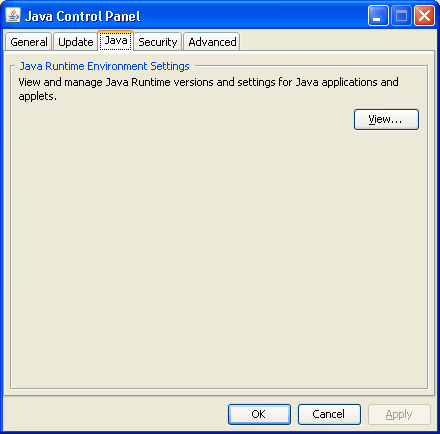 Java Control Panel
General Update Java Security Advanced
Java Runtime Environment Settings
View and manage Java Runtime versions and settings for Java applications and
applets.
View...
OK Cancel Apply